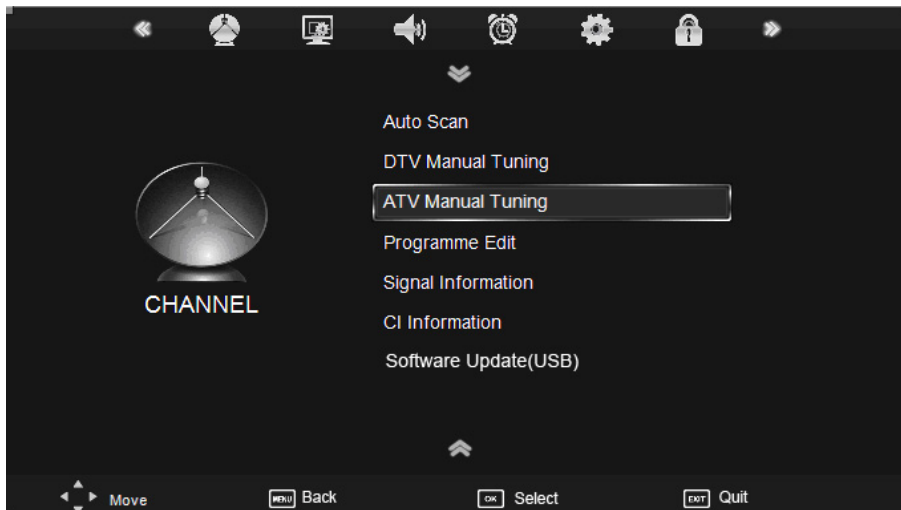 Auto Scan
DTV Manual Tuning
ATV Manual Tuning
Programme Edit
Signal Information
CHANNEL
CI Information
Software Update(USB)
Move MENU Back OK Select EXIT Quit